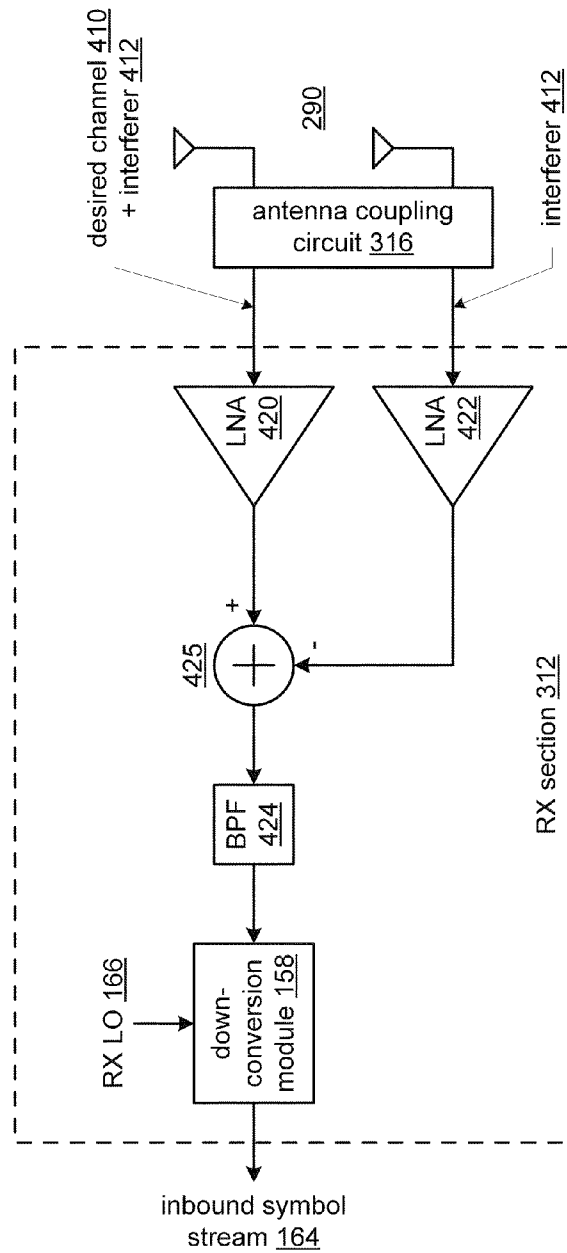 desired channel 410
+ interferer 412
290
antenna coupling
circuit 316
interferer 412
LNA
420
LNA
422
+
-
425
BPF
424
RX LO 166
down-
conversion
module 158
RX section 312
inbound symbol
stream 164